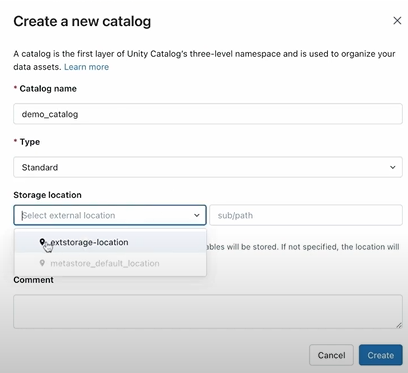 Create a new catalog
A catalog is the first layer of Unity Catalog's three-level namespace and is used to organize your
data assets. Learn more
* Catalog name
demo_catalog
* Type
Standard
Storage location
Select external location
sub/path
extstorage-location
ables will be stored. If not specified, the location will
metastore_default_location
Comment
Cancel
Create